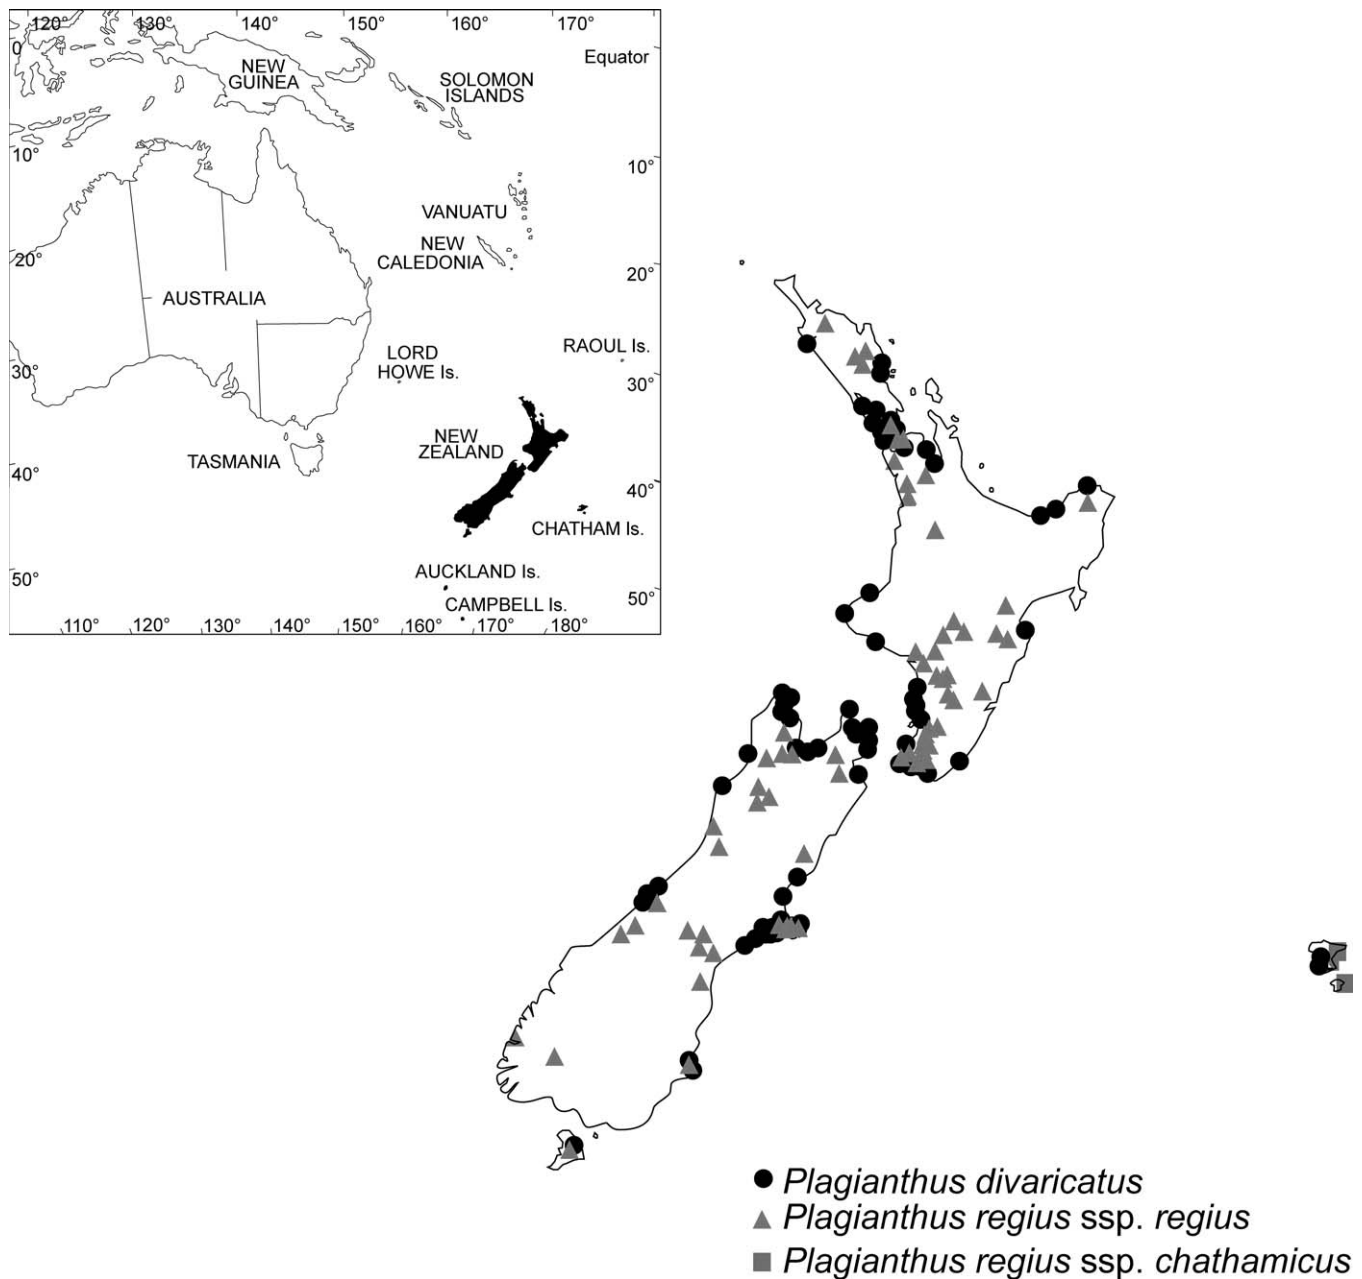 120° 130° 140° 150° 160° 170°
0
Equator
NEW
GUINEA
SOLOMON
ISLANDS
10°
10°
VANUATU
NEW
CALEDONIA
20°
20°
AUSTRALIA
RAOUL Is.
LORD
HOWE Is.
30°
30°
NEW
ZEALAND
TASMANIA
40°
40°
CHATHAM Is.
AUCKLAND Is.
50°
50°
CAMPBELL Is.
110° 120° 130° 140° 150° 160° 170° 180°
Plagianthus divaricatus
Plagianthus regius ssp. regius
Plagianthus regius ssp. chathamicus